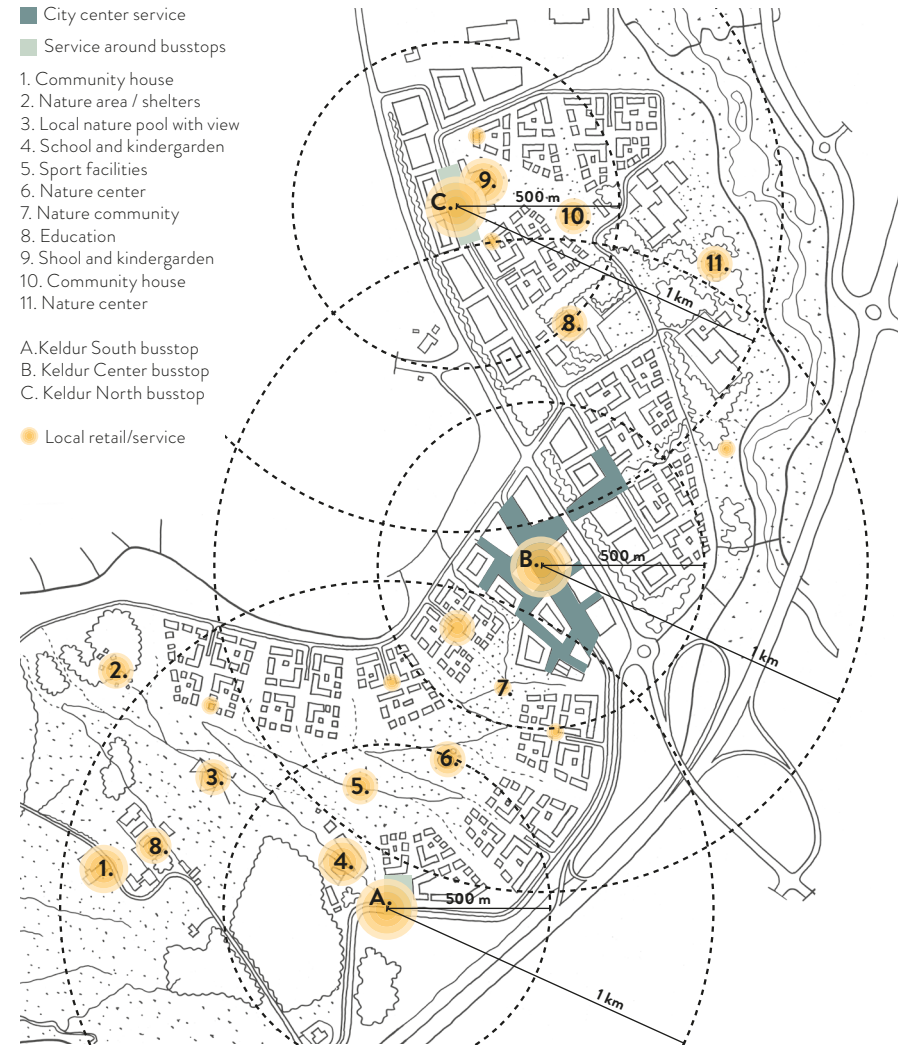 City center service
Service around busstops
1. Community house
2. Nature area / shelters
3. Local nature pool with view
4. School and kindergarden
5. Sport facilities
6. Nature center
7. Nature community
8. Education
9. Shool and kindergarden
10. Community house
11. Nature center
A.Keldur South busstop
B. Keldur Center busstop
C. Keldur North busstop
Local retail/service
9.
C.
500 m
10.
11.
1 km
8.
B.
500 m
1 km
2.
7.
3.
6.
5.
8.
1.
4.
A.
500 m
1 km